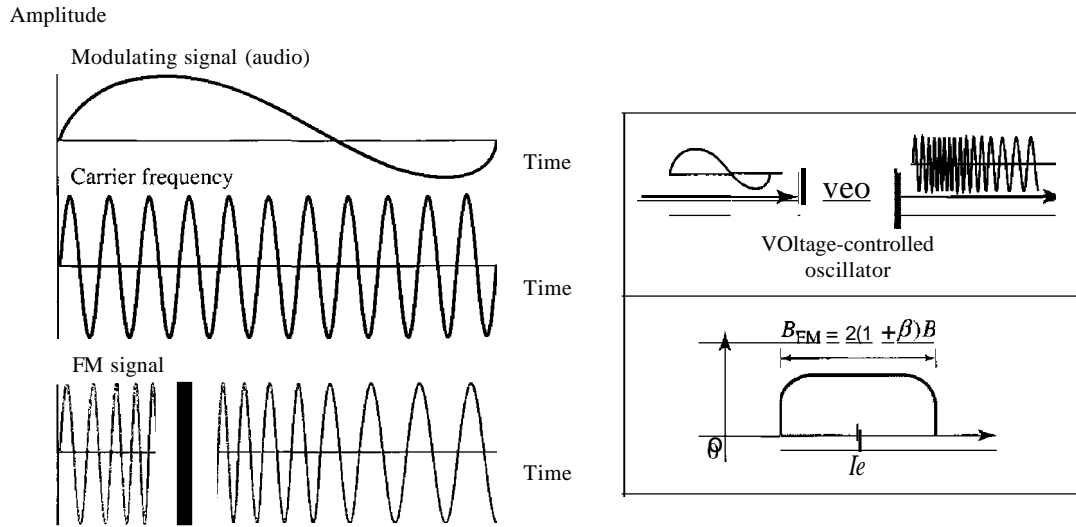 Amplitude
Modulating signal (audio)
Time
Carrier frequency
Time
FM signal
Time
veo
VOltage-controlled
oscillator
B_FM = 2(1 + β)B
0
Ie